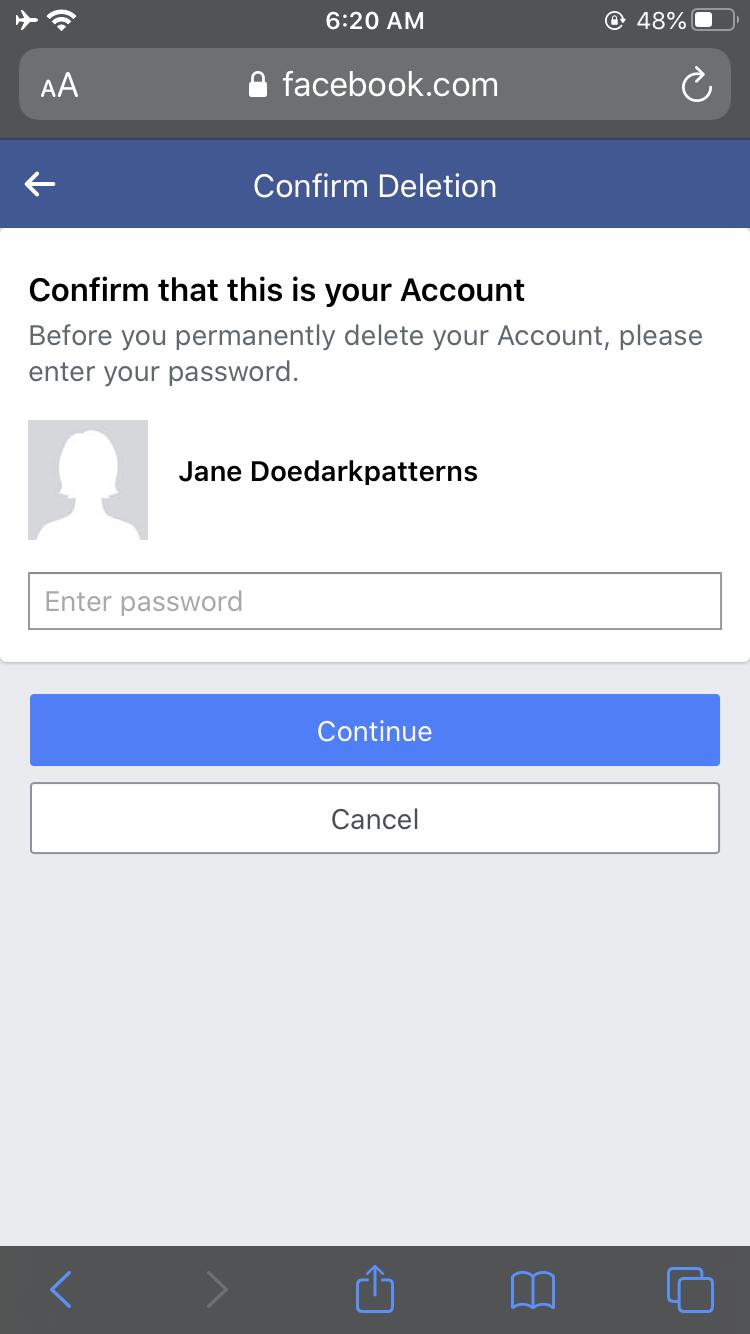 6:20 AM
48%
AA
facebook.com
Confirm Deletion
Confirm that this is your Account
Before you permanently delete your Account, please
enter your password.
Jane Doedarkpatterns
Enter password
Continue
Cancel